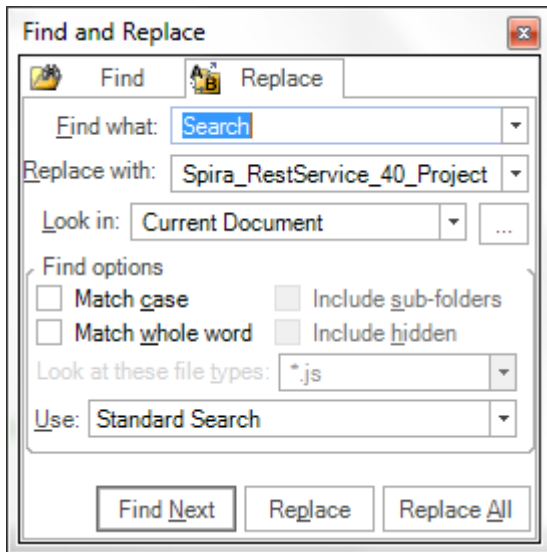 Find and Replace
Find Replace
Find what: Search
Replace with: Spira_RestService_40_Project
Look in: Current Document ...
Find options
Match case Include sub-folders
Match whole word Include hidden
Look at these file types: *.js
Use: Standard Search
Find Next Replace Replace All